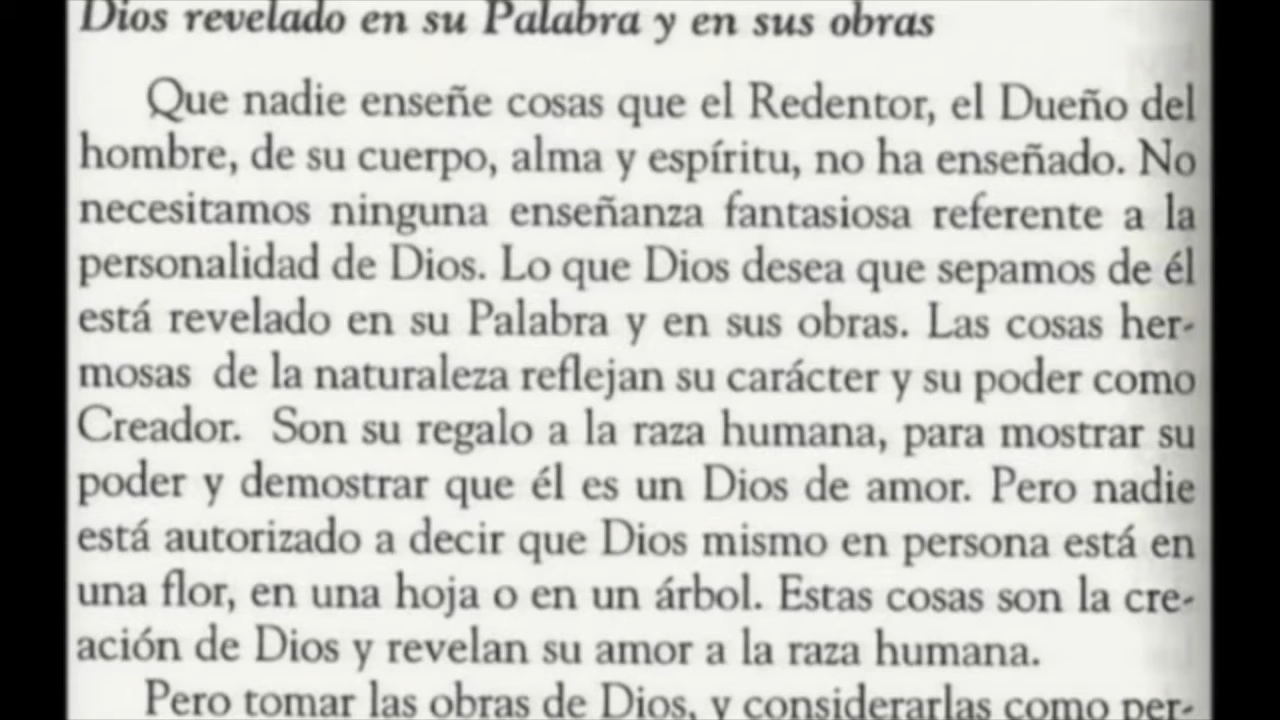 Dios revelado en su Palabra y en sus obras
Que nadie enseñe cosas que el Redentor, el Dueño del
hombre, de su cuerpo, alma y espíritu, no ha enseñado. No
necesitamos ninguna enseñanza fantasiosa referente a la
personalidad de Dios. Lo que Dios desea que sepamos de él
está revelado en su Palabra y en sus obras. Las cosas her-
mosas de la naturaleza reflejan su carácter y su poder como
Creador. Son su regalo a la raza humana, para mostrar su
poder y demostrar que él es un Dios de amor. Pero nadie
está autorizado a decir que Dios mismo en persona está en
una flor, en una hoja o en un árbol. Estas cosas son la cre-
ación de Dios y revelan su amor a la raza humana.
Pero tomar las obras de Dios, y considerarlas como per-